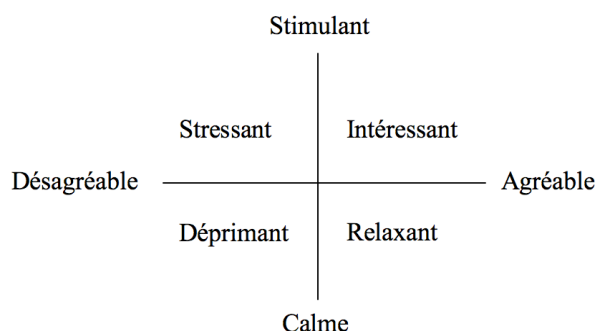 Stimulant
Stressant Intéressant
Désagréable Agréable
Déprimant Relaxant
Calme